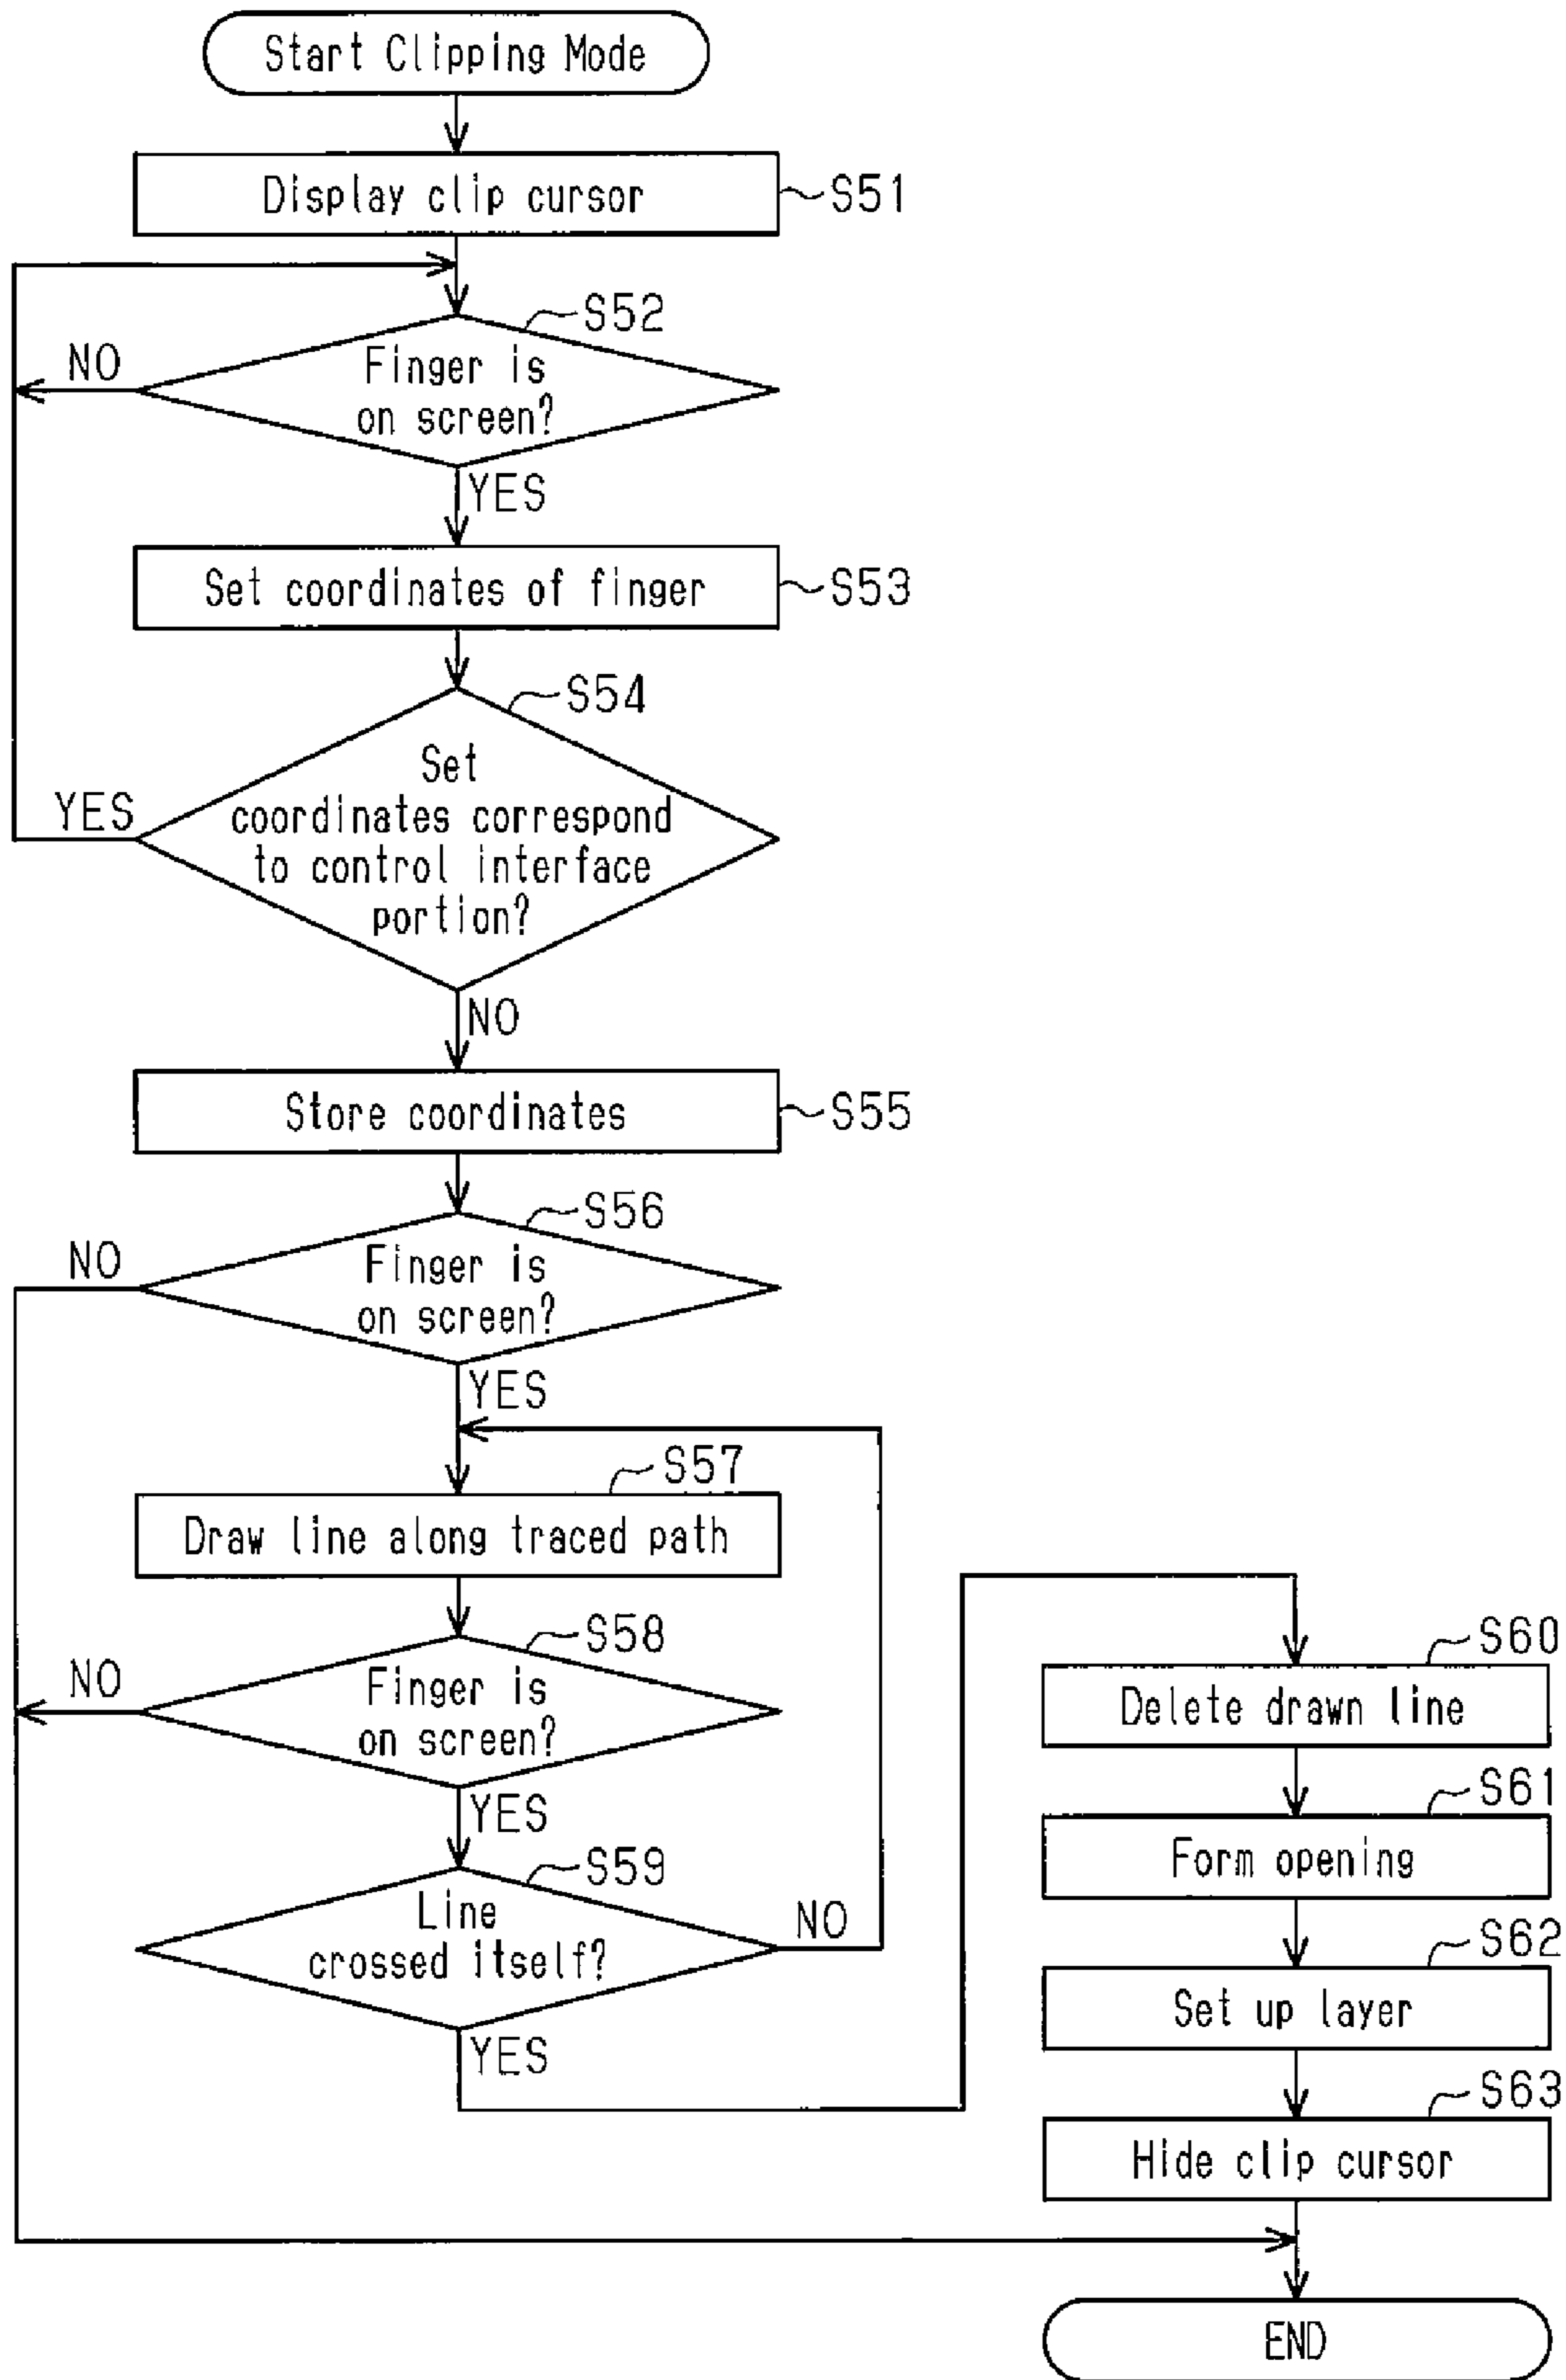 Start Clipping Mode
Display clip cursor
S51
S52
NO
Finger is
on screen?
YES
Set coordinates of finger
S53
S54
Set
coordinates correspond
to control interface
portion?
YES
NO
Store coordinates
S55
S56
NO
Finger is
on screen?
YES
S57
Draw line along traced path
S58
NO
Finger is
on screen?
YES
S59
Line
crossed itself?
NO
YES
S60
Delete drawn line
S61
Form opening
S62
Set up layer
S63
Hide clip cursor
END